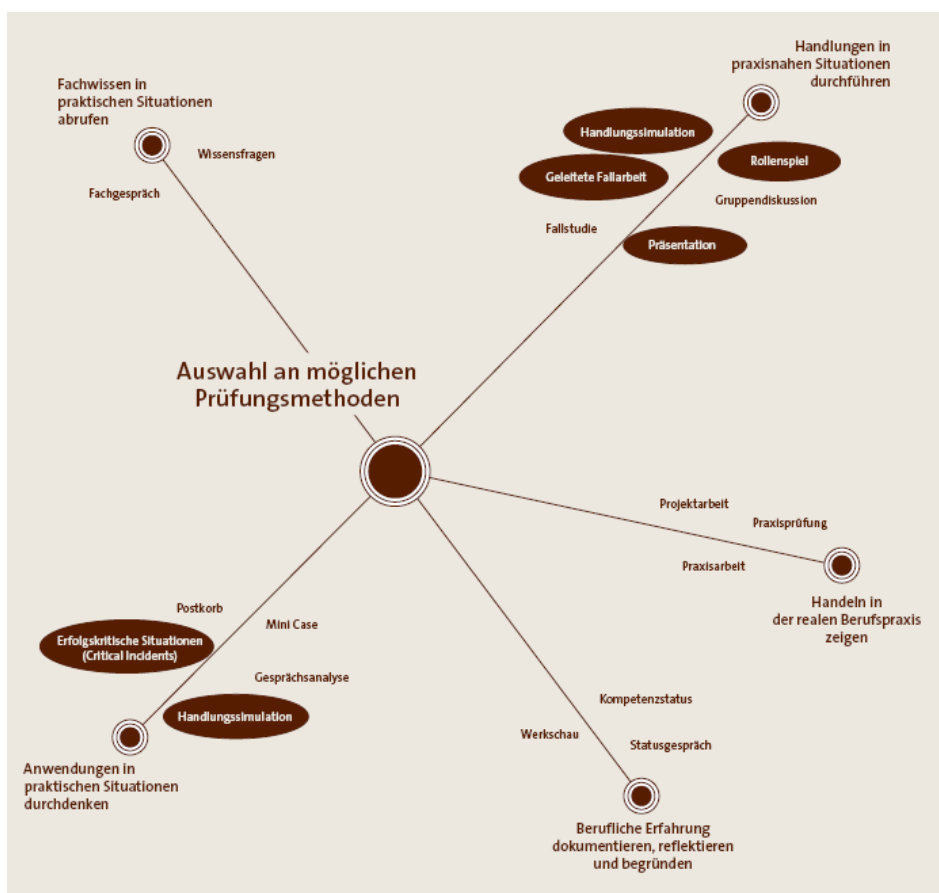 Handlungen in
praxisnahen Situationen
durchführen
Fachwissen in
praktischen Situationen
abrufen
Wissensfragen
Fachgespräch
Handlungssimulation
Geleitete Fallarbeit
Rollenspiel
Gruppendiskussion
Fallstudie
Präsentation
Auswahl an möglichen
Prüfungsmethoden
Projektarbeit
Praxisprüfung
Praxisarbeit
Handeln in
der realen Berufspraxis
zeigen
Postkorb
Mini Case
Erfolgskritische Situationen
(Critical Incidents)
Gesprächsanalyse
Handlungssimulation
Anwendungen in
praktischen Situationen
durchdenken
Kompetenzstatus
Werkschau
Statusgespräch
Berufliche Erfahrung
dokumentieren, reflektieren
und begründen